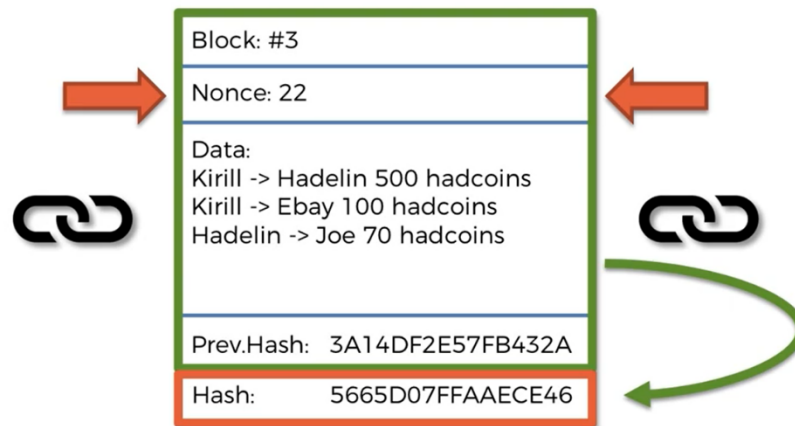 Block: #3
Nonce: 22
Data:
Kirill -> Hadelin 500 hadcoins
Kirill -> Ebay 100 hadcoins
Hadelin -> Joe 70 hadcoins
Prev.Hash: 3A14DF2E57FB432A
Hash: 5665D07FFAAECE46